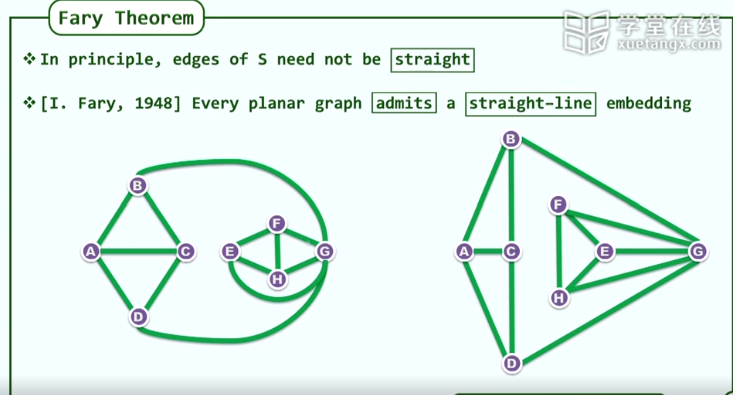 Fary Theorem
学堂在线
xuetangx.com
❖In principle, edges of S need not be straight
❖[I. Fary, 1948] Every planar graph admits a straight-line embedding
B
A
C
D
F
E
G
H
B
F
A
C
E
G
H
D